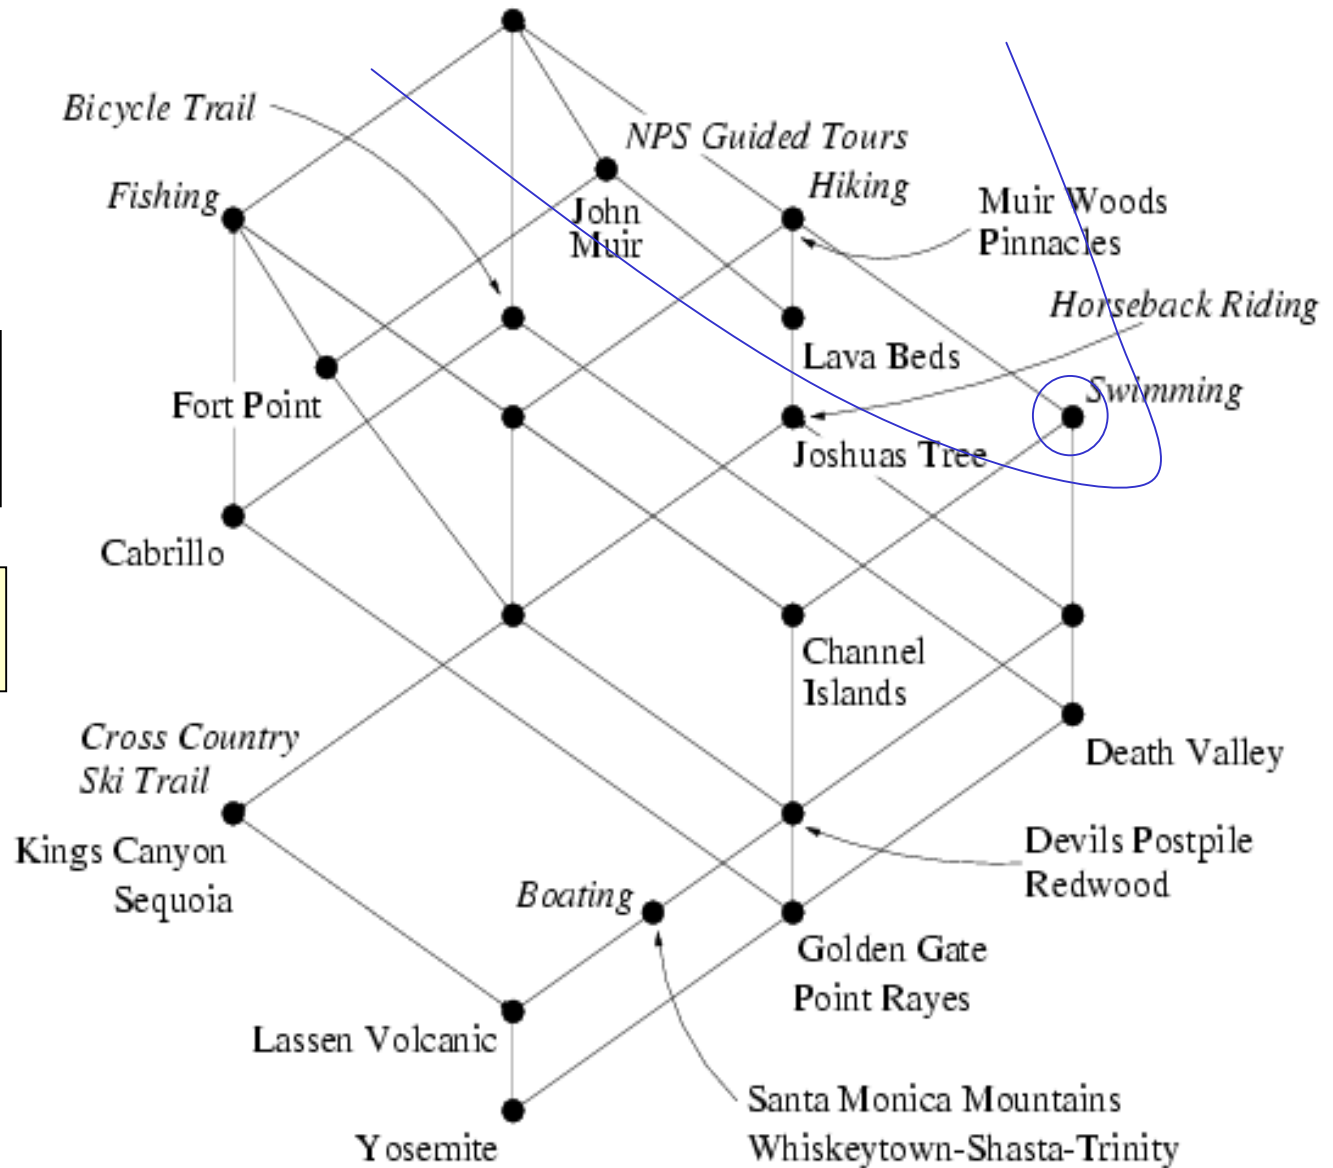 Bicycle Trail
NPS Guided Tours
Fishing
Hiking
John
Muir
Muir Woods
Pinnacles
Horseback Riding
Lava Beds
Swimming
Fort Point
Joshuas Tree
Cabrillo
Channel
Islands
Cross Country
Ski Trail
Death Valley
Kings Canyon
Sequoia
Devils Postpile
Redwood
Boating
Golden Gate
Point Rayes
Lassen Volcanic
Santa Monica Mountains
Whiskeytown-Shasta-Trinity
Yosemite